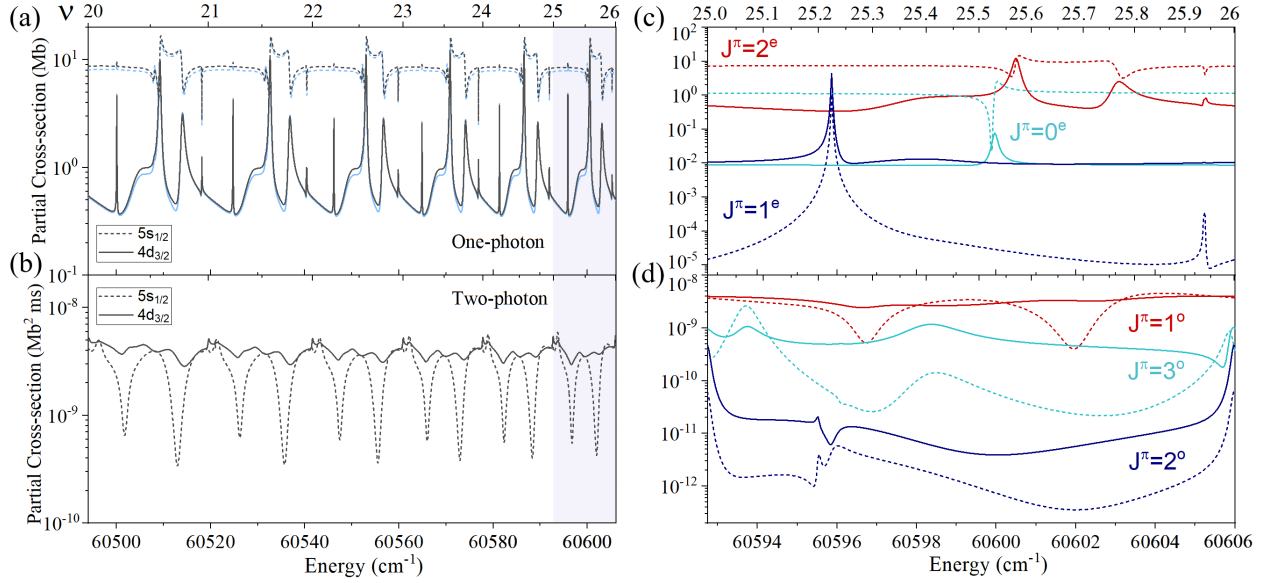 (a)
ν 20 21 22 23 24 25 26
Partial Cross-section (Mb)
10¹
10⁰
5s₁/₂
4d₃/₂
One-photon
(b)
Partial Cross-section (Mb² ms)
10⁻¹
10⁻⁸
10⁻⁹
10⁻¹⁰
5s₁/₂
4d₃/₂
Two-photon
60500 60520 60540 60560 60580 60600
Energy (cm⁻¹)
(c)
25.0 25.1 25.2 25.3 25.4 25.5 25.6 25.7 25.8 25.9 26
10²
10¹
10⁰
10⁻¹
10⁻²
10⁻³
10⁻⁴
10⁻⁵
Jπ=2ᵉ
Jπ=0ᵉ
Jπ=1ᵉ
(d)
10⁻⁸
10⁻⁹
10⁻¹⁰
10⁻¹¹
10⁻¹²
Jπ=1ᵒ
Jπ=3ᵒ
Jπ=2ᵒ
60594 60596 60598 60600 60602 60604 60606
Energy (cm⁻¹)